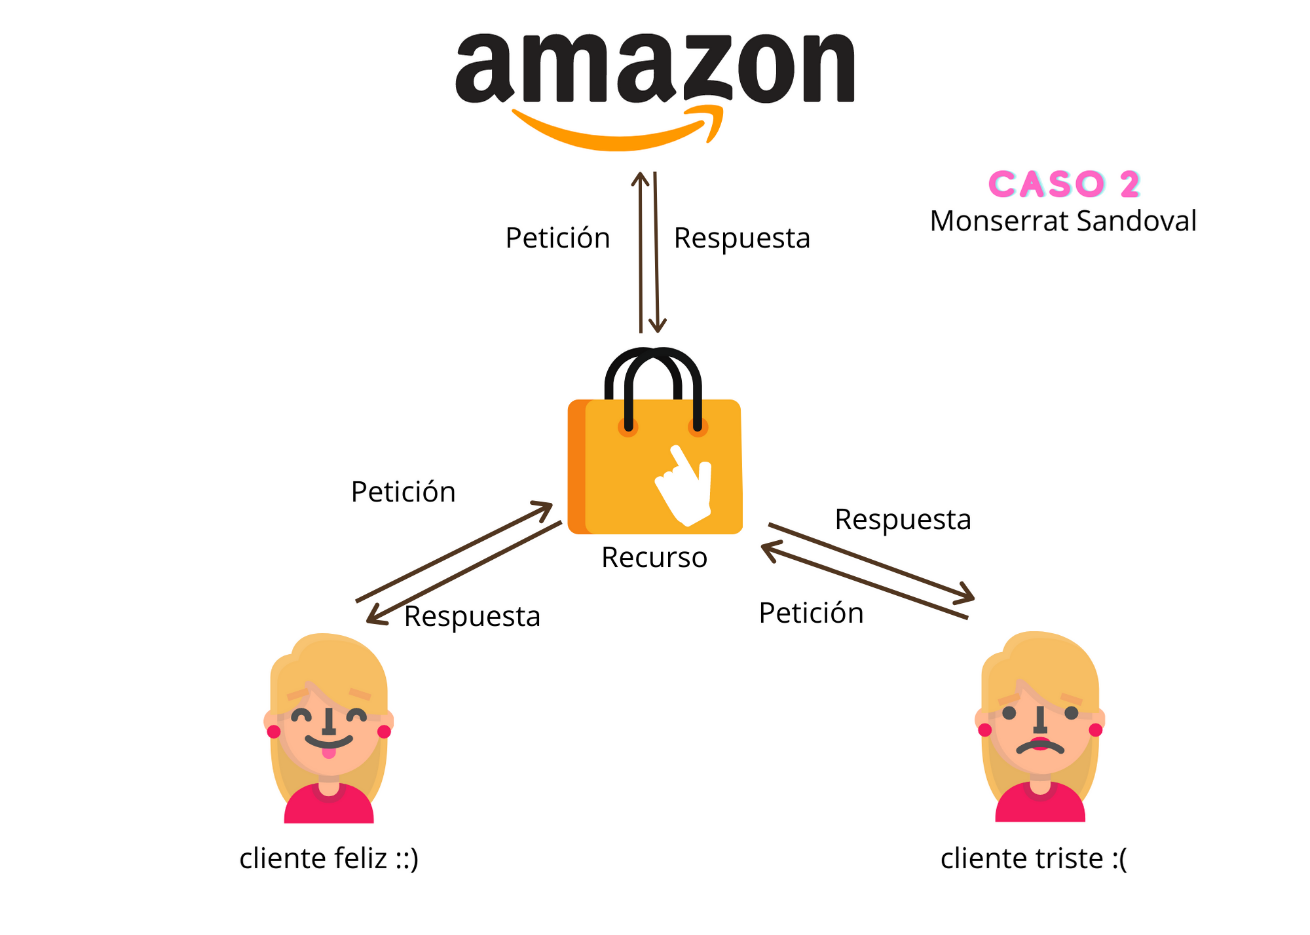 amazon
CASO 2
Monserrat Sandoval
Petición
Respuesta
Petición
Respuesta
Recurso
Respuesta
Petición
cliente feliz ::)
cliente triste :(